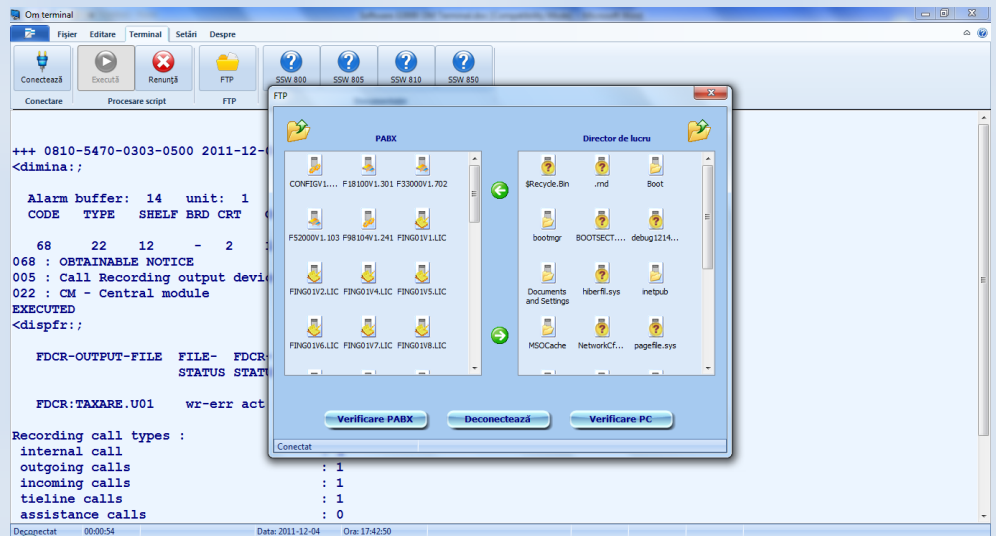 Om terminal
Fișier Editare Terminal Setări Despre
Conectează Execută Renunță FTP SSW 800 SSW 805 SSW 810 SSW 850
Conectare Procesare script FTP
FTP
PABX Director de lucru
CONFIGV1.... F18100V1.301 F33000V1.702
F52000V1.103 F98104V1.241 FING01V1.LIC
FING01V2.LIC FING01V4.LIC FING01V5.LIC
FING01V6.LIC FING01V7.LIC FING01V8.LIC
$Recycle.Bin .rnd Boot
bootmgr BOOTSECT.... debug1214...
Documents and Settings hiberfil.sys inetpub
MSOCache NetworkCf... pagefile.sys
Verificare PABX Deconectează Verificare PC
Conectat
+++ 0810-5470-0303-0500 2011-12-
<dimina:;
Alarm buffer: 14 unit: 1
CODE TYPE SHELF BRD CRT
68 22 12 - 2
068 : OBTAINABLE NOTICE
005 : Call Recording output devi
022 : CM - Central module
EXECUTED
<dispfr:;
FDCR-OUTPUT-FILE FILE- FDCR-
STATUS STATU
FDCR:TAXARE.U01 wr-err act
Recording call types :
internal call
outgoing calls : 1
incoming calls : 1
tieline calls : 1
assistance calls : 0
Deconectat 00:00:54 Data: 2011-12-04 Ora: 17:42:50